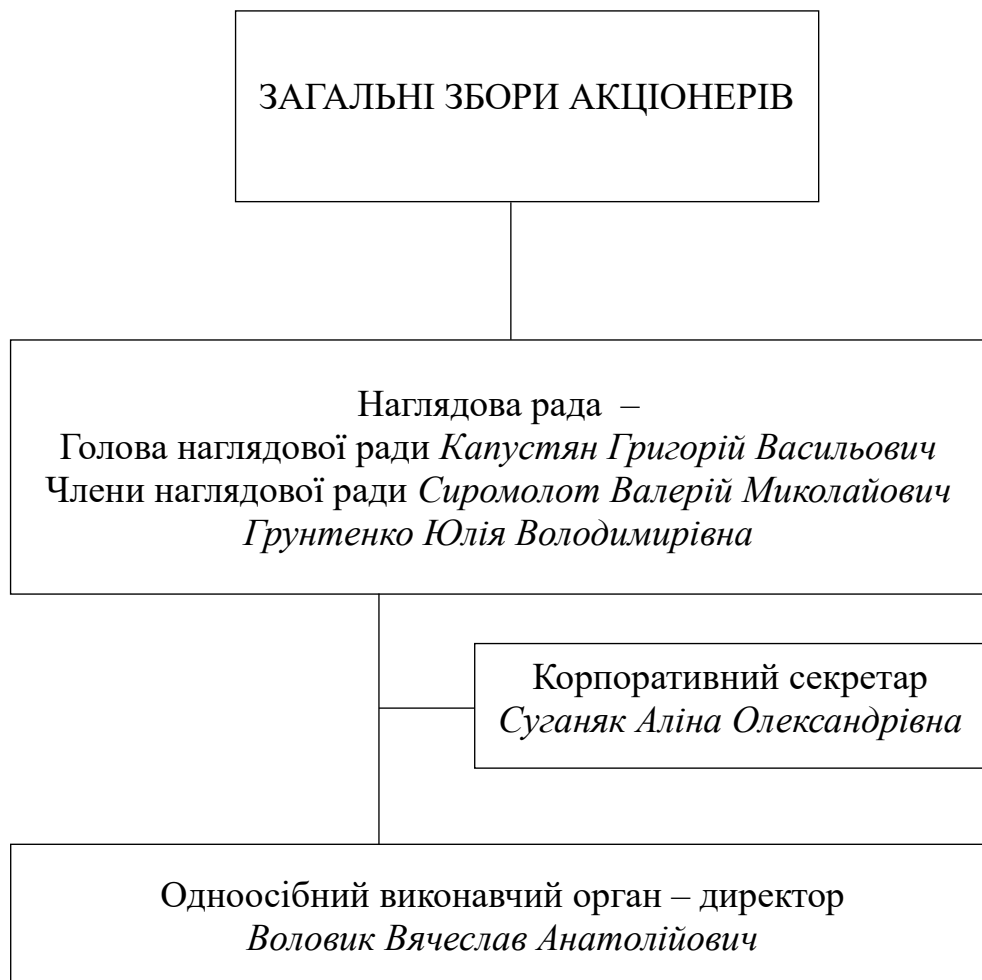 ЗАГАЛЬНІ ЗБОРИ АКЦІОНЕРІВ
Наглядова рада –
Голова наглядової ради Капустян Григорій Васильович
Члени наглядової ради Сиромолот Валерій Миколайович
Грунтенко Юлія Володимирівна
Корпоративний секретар
Суганяк Аліна Олександрівна
Одноосібний виконавчий орган – директор
Воловик Вячеслав Анатолійович